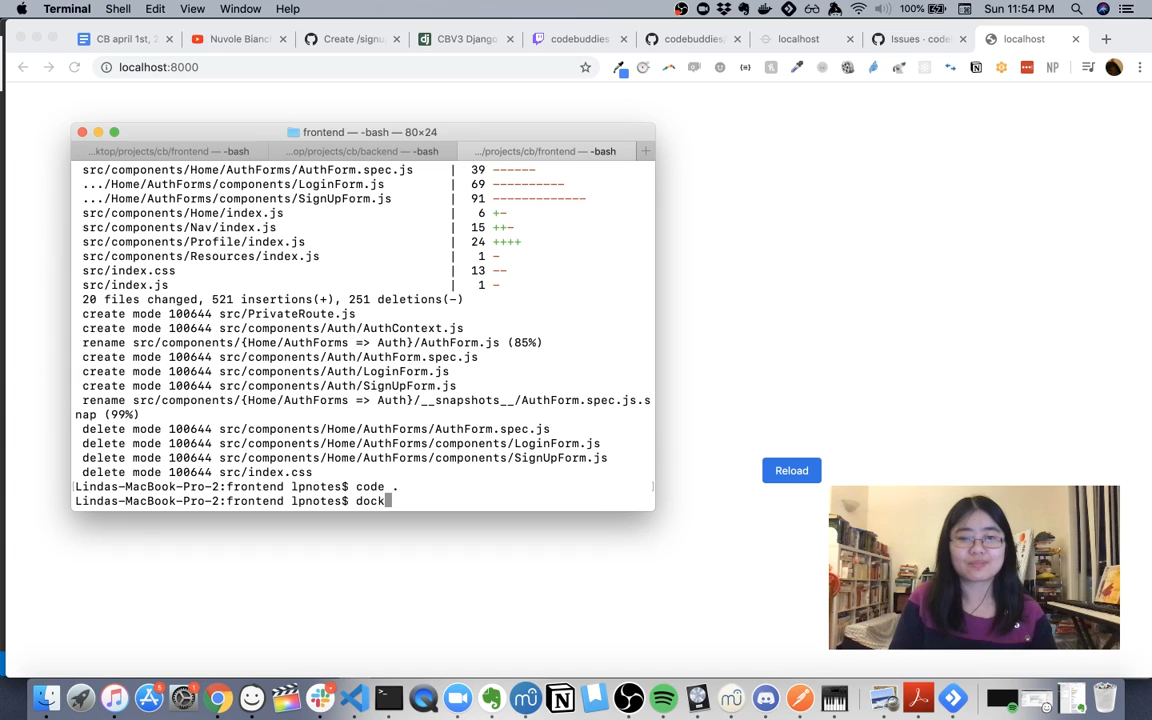 Terminal Shell Edit View Window Help 100% Sun 11:54 PM
CB april 1st, 2 Nuvole Bianc Create /signu CBV3 Django codebuddies codebuddies/ localhost Issues · code localhost
localhost:8000 NP
frontend — -bash — 80×24
...ktop/projects/cb/frontend — -bash ...op/projects/cb/backend — -bash .../projects/cb/frontend — -bash
src/components/Home/AuthForms/AuthForm.spec.js | 39 ------
.../Home/AuthForms/components/LoginForm.js | 69 ----------
.../Home/AuthForms/components/SignUpForm.js | 91 -------------
src/components/Home/index.js | 6 +-
src/components/Nav/index.js | 15 ++-
src/components/Profile/index.js | 24 ++++
src/components/Resources/index.js | 1 -
src/index.css | 13 --
src/index.js | 1 -
20 files changed, 521 insertions(+), 251 deletions(-)
create mode 100644 src/PrivateRoute.js
create mode 100644 src/components/Auth/AuthContext.js
rename src/components/{Home/AuthForms => Auth}/AuthForm.js (85%)
create mode 100644 src/components/Auth/AuthForm.spec.js
create mode 100644 src/components/Auth/LoginForm.js
create mode 100644 src/components/Auth/SignUpForm.js
rename src/components/{Home/AuthForms => Auth}/__snapshots__/AuthForm.spec.js.s
nap (99%)
delete mode 100644 src/components/Home/AuthForms/AuthForm.spec.js
delete mode 100644 src/components/Home/AuthForms/components/LoginForm.js
delete mode 100644 src/components/Home/AuthForms/components/SignUpForm.js
delete mode 100644 src/index.css
Lindas-MacBook-Pro-2:frontend lpnotes$ code .
Lindas-MacBook-Pro-2:frontend lpnotes$ dock
Reload